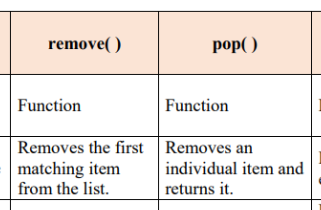 remove( ) pop( )
Function Function
Removes the first Removes an
matching item individual item and
from the list. returns it.